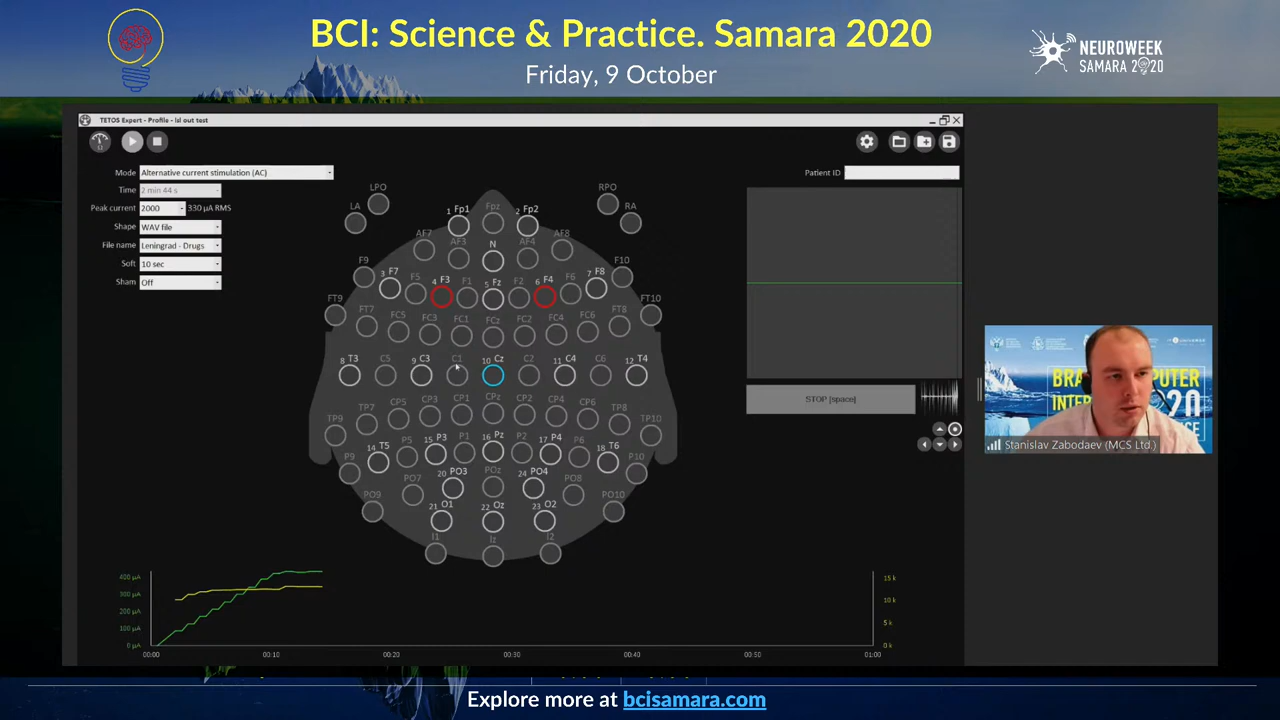 BCI: Science & Practice. Samara 2020
Friday, 9 October
NEUROWEEK
SAMARA 2020
TETOS Expert - Profile - lsl out test
Mode Alternative current stimulation (AC)
Time 2 min 44 s
Peak current 2000 330 µA RMS
Shape WAV file
File name Leningrad - Drugs
Soft 10 sec
Sham Off
Patient ID
LPO RPO
LA RA
1 Fp1 Fpz 2 Fp2
AF7 AF3 N AF4 AF8
F9 3 F7 F5 4 F3 F1 5 Fz F2 6 F4 F6 7 F8 F10
FT9 FT7 FC5 FC3 FC1 FCz FC2 FC4 FC6 FT8 FT10
8 T3 C5 9 C3 C1 10 Cz C2 11 C4 C6 12 T4
TP9 TP7 CP5 CP3 CP1 CPz CP2 CP4 CP6 TP8 TP10
P9 14 T5 P5 15 P3 P1 16 Pz P2 17 P4 P6 18 T6 P10
PO9 PO7 20 PO3 POz 24 PO4 PO8 PO10
21 O1 22 Oz 23 O2
I1 Iz I2
STOP [space]
Stanislav Zabodaev (MCS Ltd.)
400 µA
300 µA
200 µA
100 µA
0 µA
15 k
10 k
5 k
0 k
00:00 00:10 00:20 00:30 00:40 00:50 01:00
Explore more at bcisamara.com